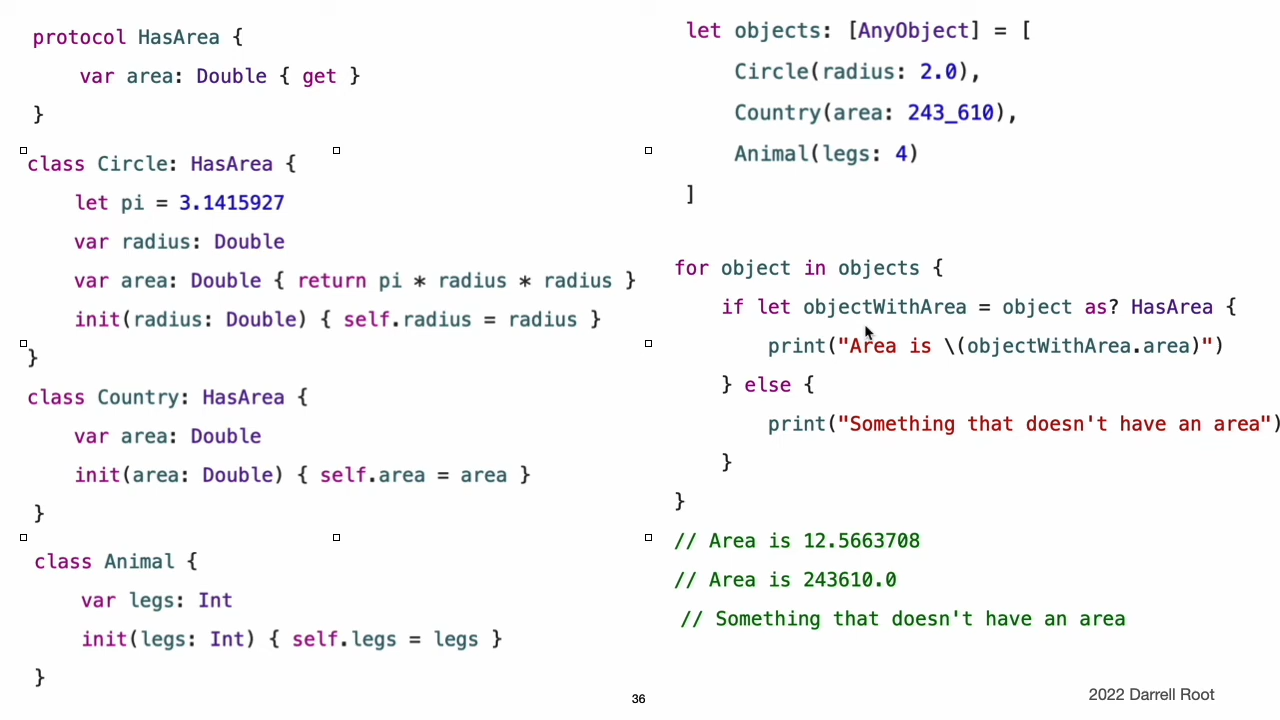 protocol HasArea {
    var area: Double { get }
}
class Circle: HasArea {
    let pi = 3.1415927
    var radius: Double
    var area: Double { return pi * radius * radius }
    init(radius: Double) { self.radius = radius }
}
class Country: HasArea {
    var area: Double
    init(area: Double) { self.area = area }
}
class Animal {
    var legs: Int
    init(legs: Int) { self.legs = legs }
}
let objects: [AnyObject] = [
    Circle(radius: 2.0),
    Country(area: 243_610),
    Animal(legs: 4)
]
for object in objects {
    if let objectWithArea = object as? HasArea {
        print("Area is \(objectWithArea.area)")
    } else {
        print("Something that doesn't have an area")
    }
}
// Area is 12.5663708
// Area is 243610.0
// Something that doesn't have an area
36
2022 Darrell Root